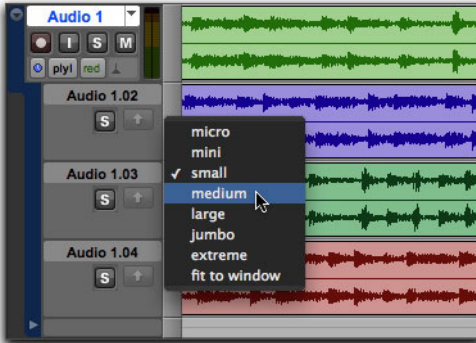 Audio 1
I S M
plyl red
Audio 1.02
S
Audio 1.03
S
Audio 1.04
S
micro
mini
✓ small
medium
large
jumbo
extreme
fit to window